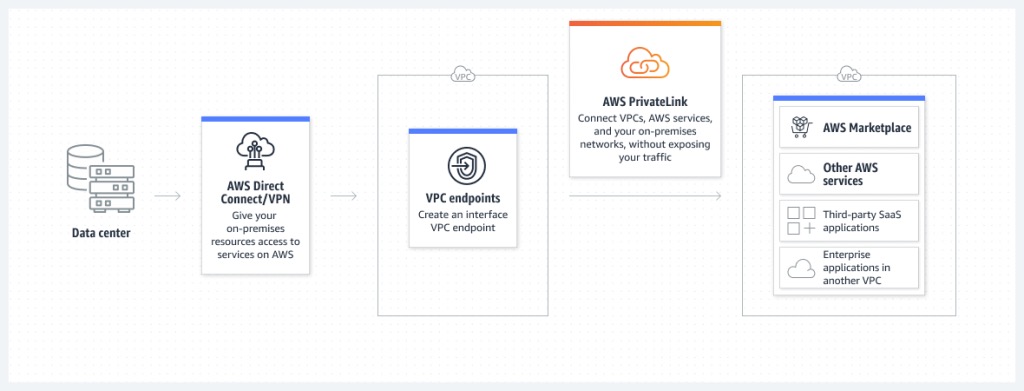 Data center
AWS Direct
Connect/VPN
Give your
on-premises
resources access to
services on AWS
VPC
VPC endpoints
Create an interface
VPC endpoint
AWS PrivateLink
Connect VPCs, AWS services,
and your on-premises
networks, without exposing
your traffic
VPC
AWS Marketplace
Other AWS
services
Third-party SaaS
applications
Enterprise
applications in
another VPC